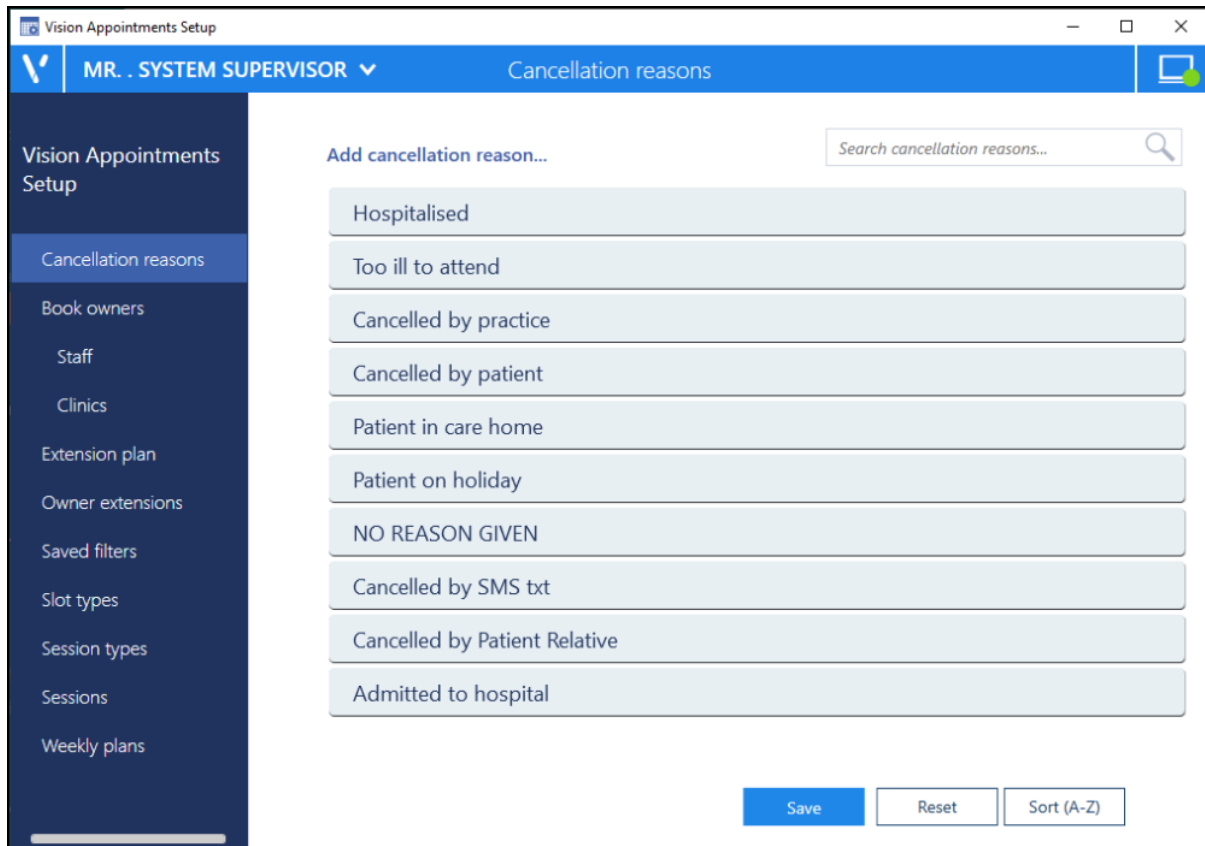 Vision Appointments Setup
MR. . SYSTEM SUPERVISOR
Cancellation reasons
Vision Appointments
Setup
Cancellation reasons
Book owners
Staff
Clinics
Extension plan
Owner extensions
Saved filters
Slot types
Session types
Sessions
Weekly plans
Add cancellation reason...
Search cancellation reasons...
Hospitalised
Too ill to attend
Cancelled by practice
Cancelled by patient
Patient in care home
Patient on holiday
NO REASON GIVEN
Cancelled by SMS txt
Cancelled by Patient Relative
Admitted to hospital
Save
Reset
Sort (A-Z)